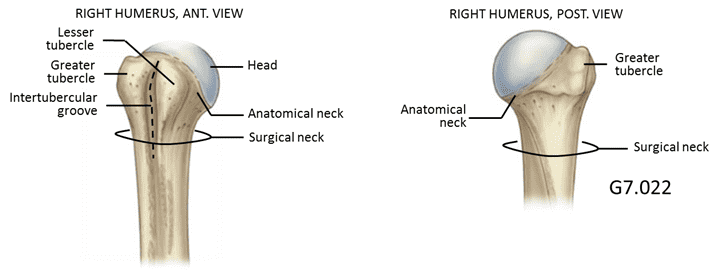 RIGHT HUMERUS, ANT. VIEW
Lesser
tubercle
Greater
tubercle
Intertubercular
groove
Head
Anatomical neck
Surgical neck
RIGHT HUMERUS, POST. VIEW
Greater
tubercle
Anatomical
neck
Surgical neck
G7.022